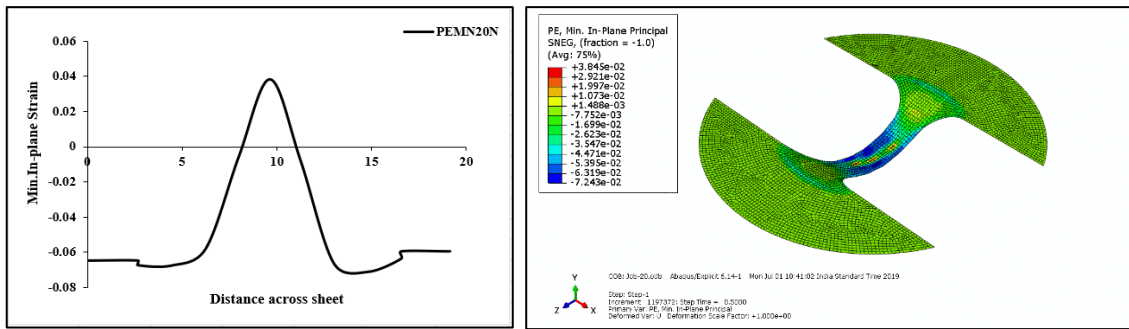 PEMN20N
0.06
0.04
0.02
0
-0.02
-0.04
-0.06
-0.08
0
5
10
15
20
Min.In-plane Strain
Distance across sheet
PE, Min. In-Plane Principal
SNEG, (fraction = -1.0)
(Avg: 75%)
+3.845e-02
+2.921e-02
+1.997e-02
+1.073e-02
+1.488e-03
-7.752e-03
-1.699e-02
-2.623e-02
-3.547e-02
-4.471e-02
-5.395e-02
-6.319e-02
-7.243e-02
Y
Z
X
ODB: Job-20.odb Abaqus/Explicit 6.14-1 Mon Jul 01 18:41:02 India Standard Time 2019
Step: Step-1
Increment 1197372: Step Time = 0.5000
Primary Var: PE, Min. In-Plane Principal
Deformed Var: U Deformation Scale Factor: +1.000e+00